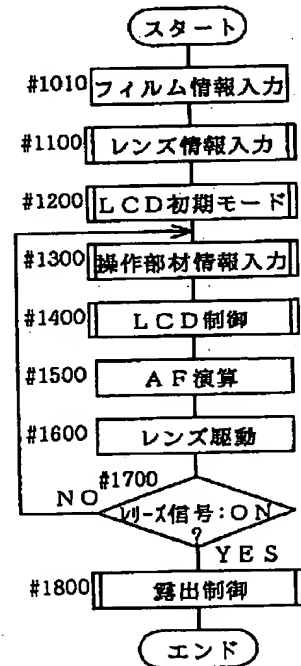 スタート
#1010 フィルム情報入力
#1100 レンズ情報入力
#1200 LCD初期モード
#1300 操作部材情報入力
#1400 LCD制御
#1500 AF演算
#1600 レンズ駆動
#1700
NO
レリーズ信号:ON
?
YES
#1800 露出制御
エンド